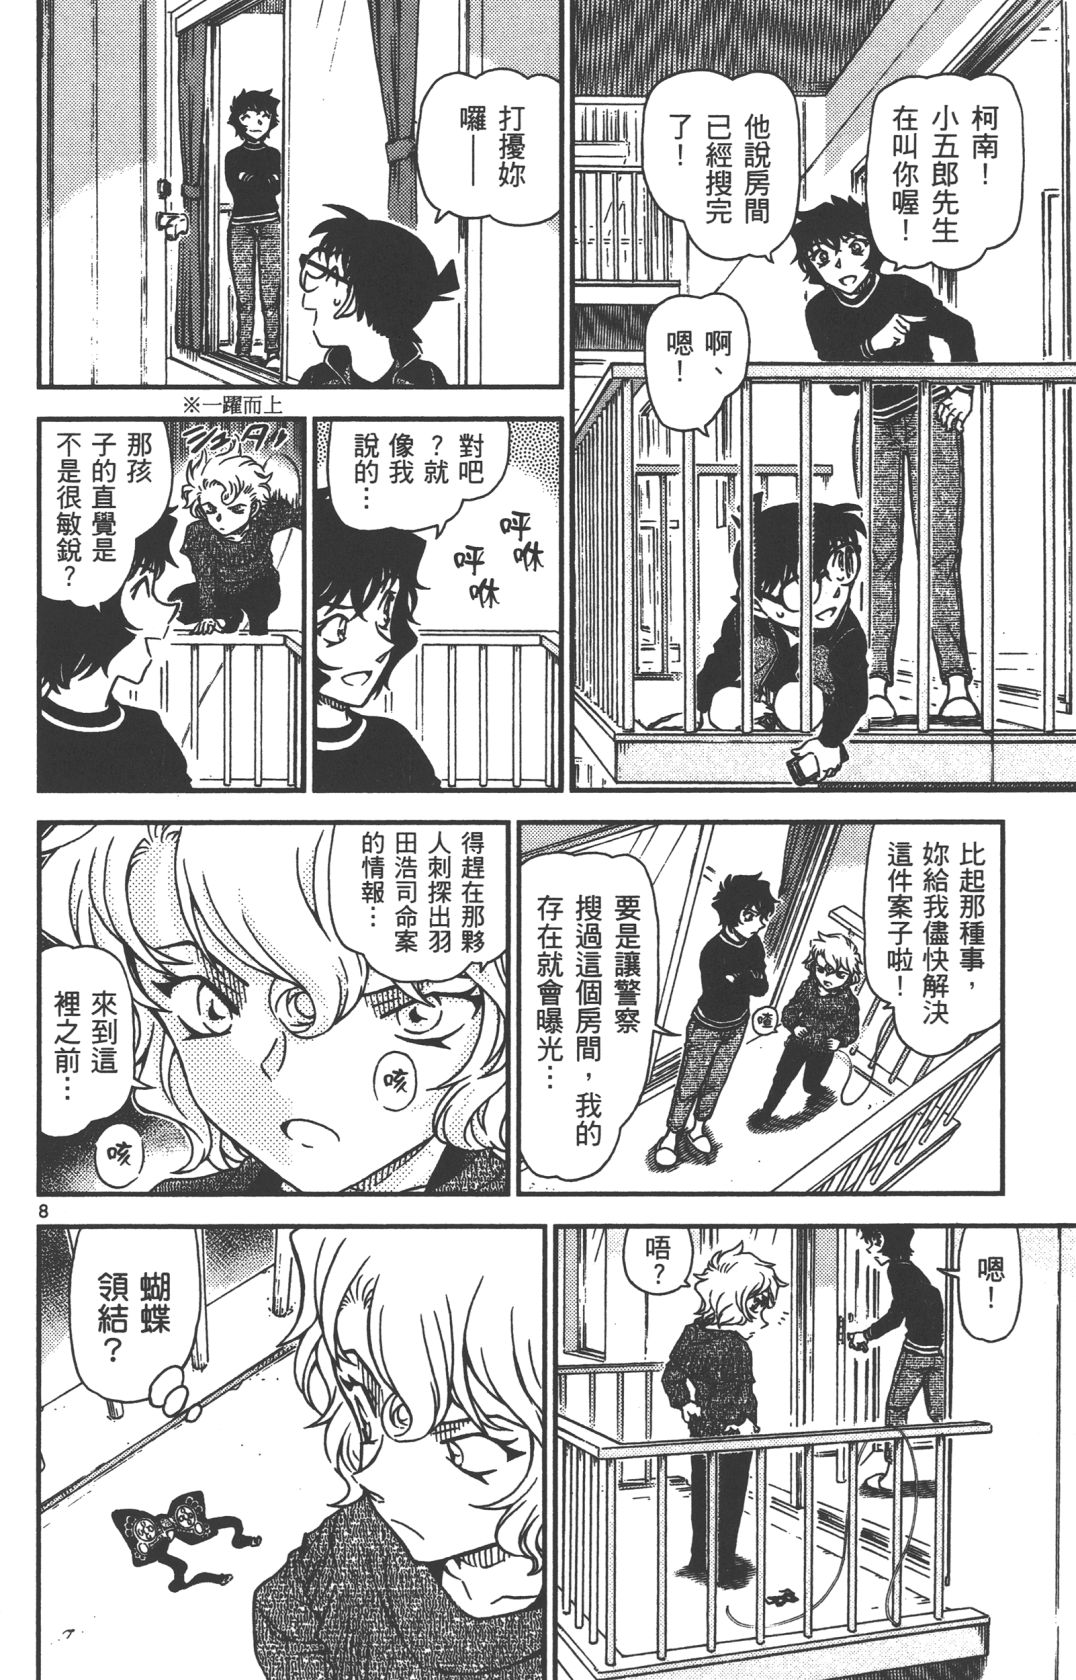 柯南！
小五郎先生
在叫你喔！
他說房間
已經搜完
了！
啊、
嗯！
打擾妳
囉——
對吧
？就
像我
說的…
呼咻
呼咻
※一躍而上
シュタッ
那孩
子的直覺是
不是很敏銳？
比起那種事，
妳給我儘快解決
這件案子啦！
喳
要是讓警察
搜過這個房間，我的
存在就會曝光…
得趕在那夥
人刺探出羽
田浩司命案
的情報…
咳
來到這
裡之前…
咳
8
嗯！
唔？
蝴蝶
領結？